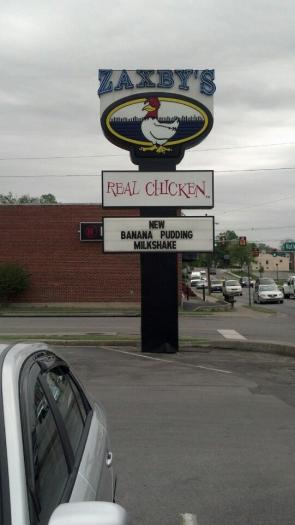 ZAXBY'S
REAL CHICKEN
NEW
BANANA PUDDING
MILKSHAKE